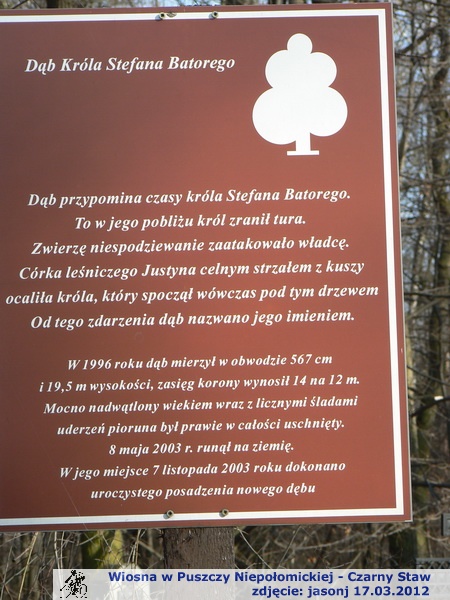 Dąb Króla Stefana Batorego
Dąb przypomina czasy króla Stefana Batorego.
To w jego pobliżu król zranił tura.
Zwierzę niespodziewanie zaatakowało władcę.
Córka leśniczego Justyna celnym strzałem z kuszy
ocaliła króla, który spoczął wówczas pod tym drzewem
Od tego zdarzenia dąb nazwano jego imieniem.
W 1996 roku dąb mierzył w obwodzie 567 cm
i 19,5 m wysokości, zasięg korony wynosił 14 na 12 m.
Mocno nadwątlony wiekiem wraz z licznymi śladami
uderzeń pioruna był prawie w całości uschnięty.
8 maja 2003 r. runął na ziemię.
W jego miejsce 7 listopada 2003 roku dokonano
uroczystego posadzenia nowego dębu
Wiosna w Puszczy Niepołomickiej - Czarny Staw
zdjęcie: jasonj 17.03.2012